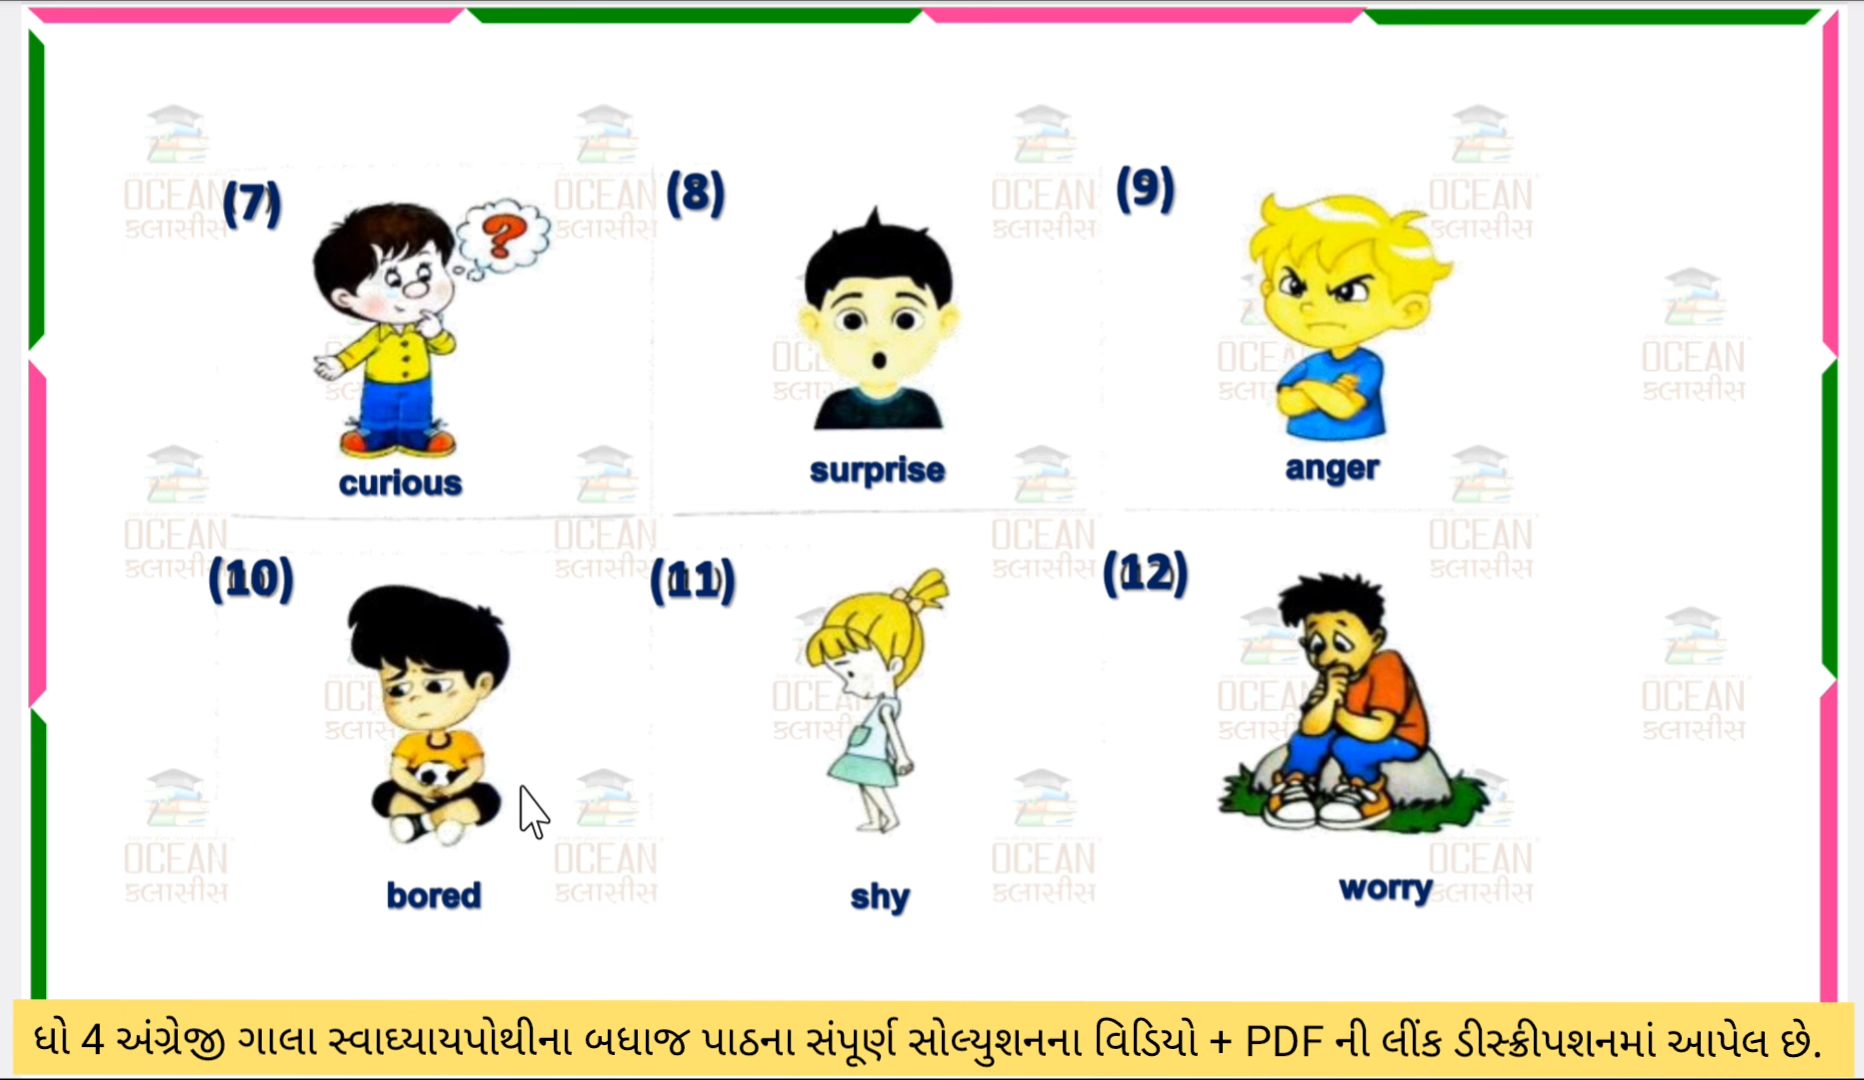 (7)
(8)
(9)
?
curious
surprise
anger
(10)
(11)
(12)
bored
shy
worry
OCEAN
ક્લાસીસ
ધો 4 અંગ્રેજી ગાલા સ્વાઘ્યાયપોથીના બધાજ પાઠના સંપૂર્ણ સોલ્યુશનના વિડિયો + PDF ની લીંક ડીસ્ક્રીપશનમાં આપેલ છે.